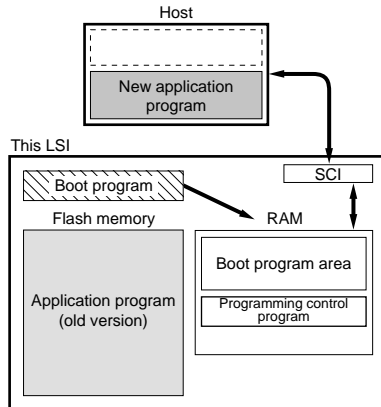 Host
New application
program
This LSI
SCI
Boot program
Flash memory
RAM
Boot program area
Application program
(old version)
Programming control
program